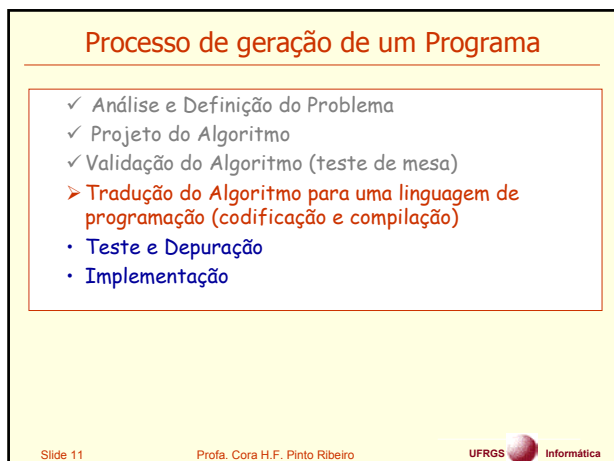 Processo de geração de um Programa
✓ Análise e Definição do Problema
✓ Projeto do Algoritmo
✓ Validação do Algoritmo (teste de mesa)
➢ Tradução do Algoritmo para uma linguagem de
programação (codificação e compilação)
• Teste e Depuração
• Implementação
Slide 11 Profa. Cora H.F. Pinto Ribeiro UFRGS Informática